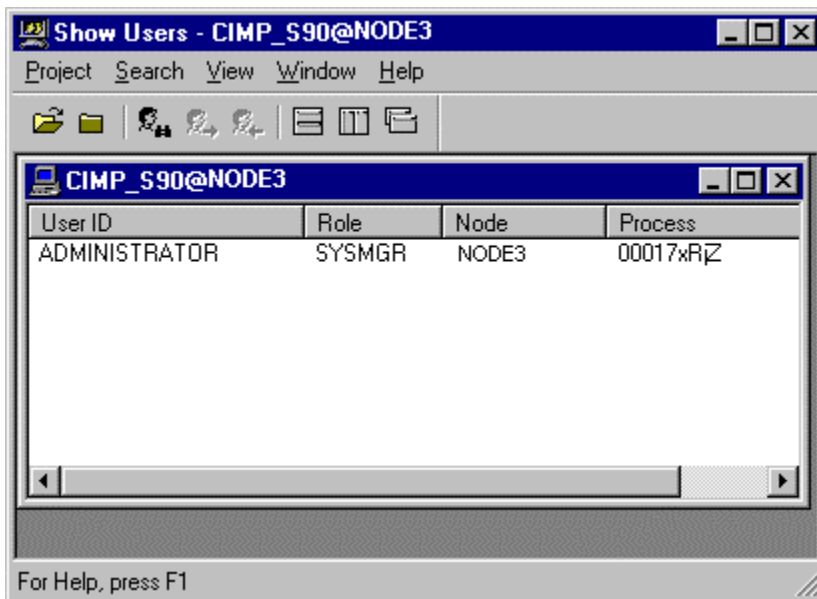 Show Users - CIMP_S90@NODE3
Project Search View Window Help
CIMP_S90@NODE3
User ID Role Node Process
ADMINISTRATOR SYSMGR NODE3 00017xRjZ
For Help, press F1